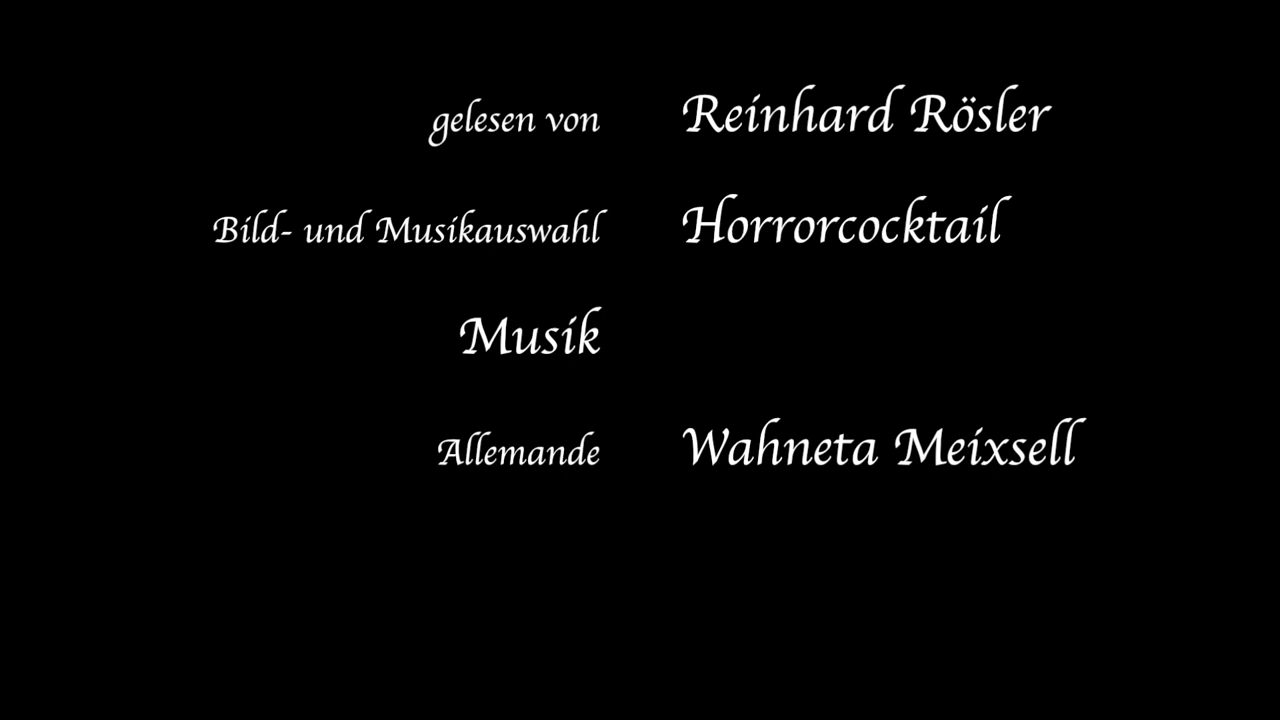 gelesen von Reinhard Rösler
Bild- und Musikauswahl Horrorcocktail
Musik
Allemande Wahneta Meixsell